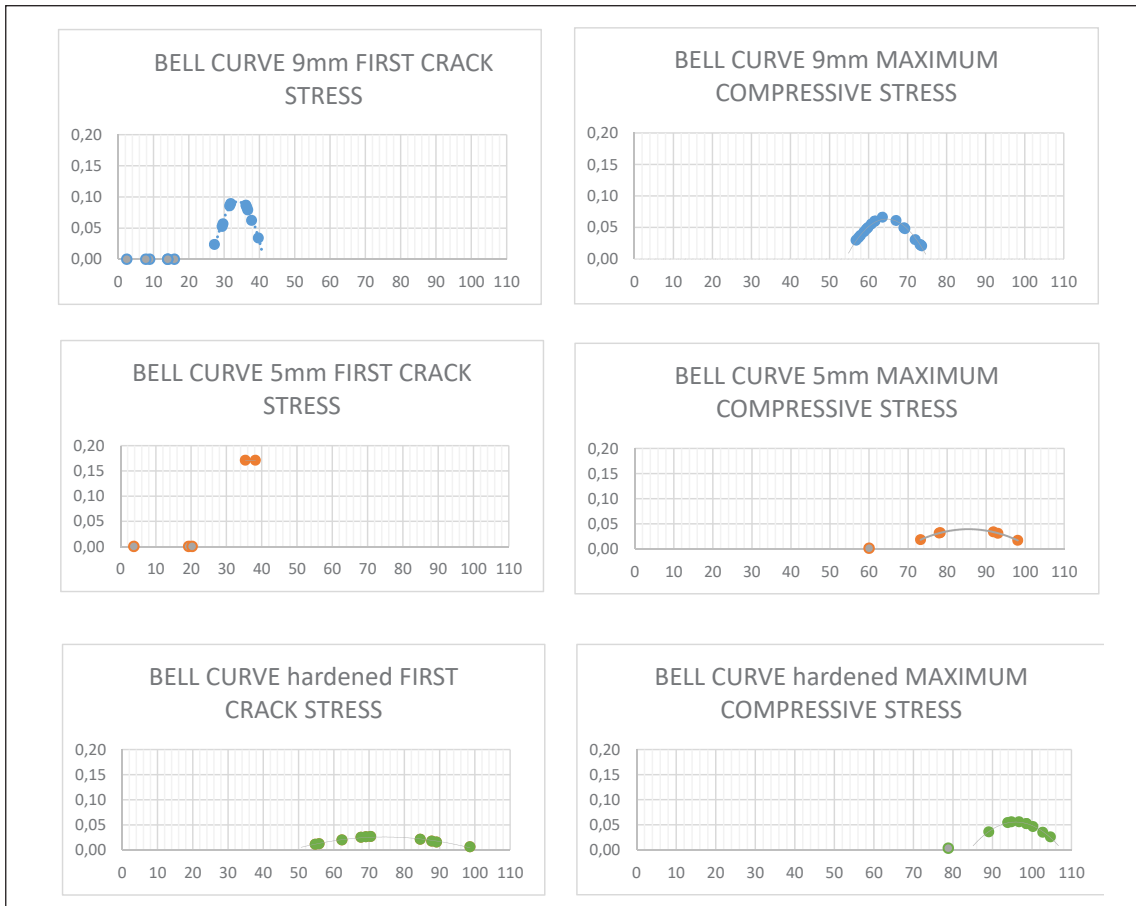 BELL CURVE 9mm FIRST CRACK
STRESS
0,20
0,15
0,10
0,05
0,00
0 10 20 30 40 50 60 70 80 90 100 110
BELL CURVE 9mm MAXIMUM
COMPRESSIVE STRESS
0,20
0,15
0,10
0,05
0,00
0 10 20 30 40 50 60 70 80 90 100 110
BELL CURVE 5mm FIRST CRACK
STRESS
0,20
0,15
0,10
0,05
0,00
0 10 20 30 40 50 60 70 80 90 100 110
BELL CURVE 5mm MAXIMUM
COMPRESSIVE STRESS
0,20
0,15
0,10
0,05
0,00
0 10 20 30 40 50 60 70 80 90 100 110
BELL CURVE hardened FIRST
CRACK STRESS
0,20
0,15
0,10
0,05
0,00
0 10 20 30 40 50 60 70 80 90 100 110
BELL CURVE hardened MAXIMUM
COMPRESSIVE STRESS
0,20
0,15
0,10
0,05
0,00
0 10 20 30 40 50 60 70 80 90 100 110